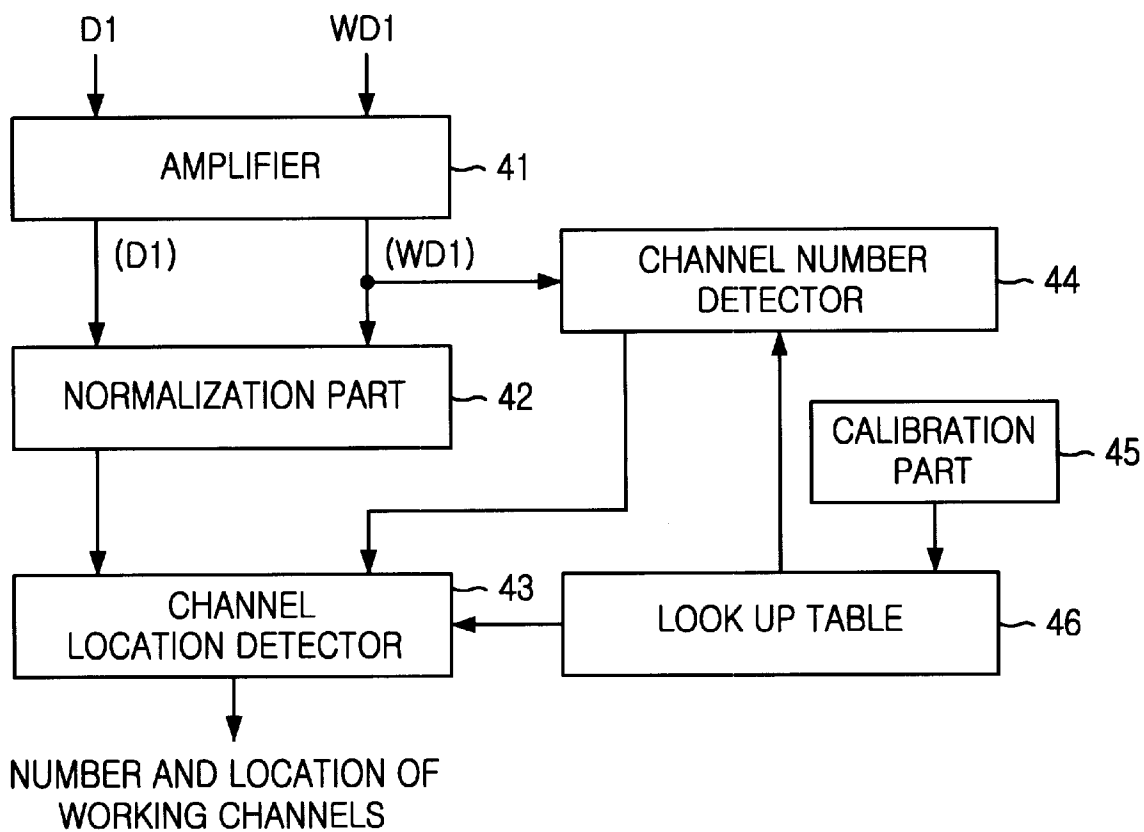 D1
WD1
AMPLIFIER
41
(D1)
(WD1)
CHANNEL NUMBER
DETECTOR
44
NORMALIZATION PART
42
CALIBRATION
PART
45
CHANNEL
LOCATION DETECTOR
43
LOOK UP TABLE
46
NUMBER AND LOCATION OF
WORKING CHANNELS